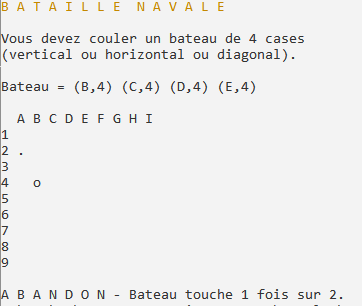 B A T A I L L E  N A V A L E
Vous devez couler un bateau de 4 cases
(vertical ou horizontal ou diagonal).
Bateau = (B,4) (C,4) (D,4) (E,4)
A B C D E F G H I
1
2 .
3
4   o
5
6
7
8
9
A B A N D O N - Bateau touche 1 fois sur 2.